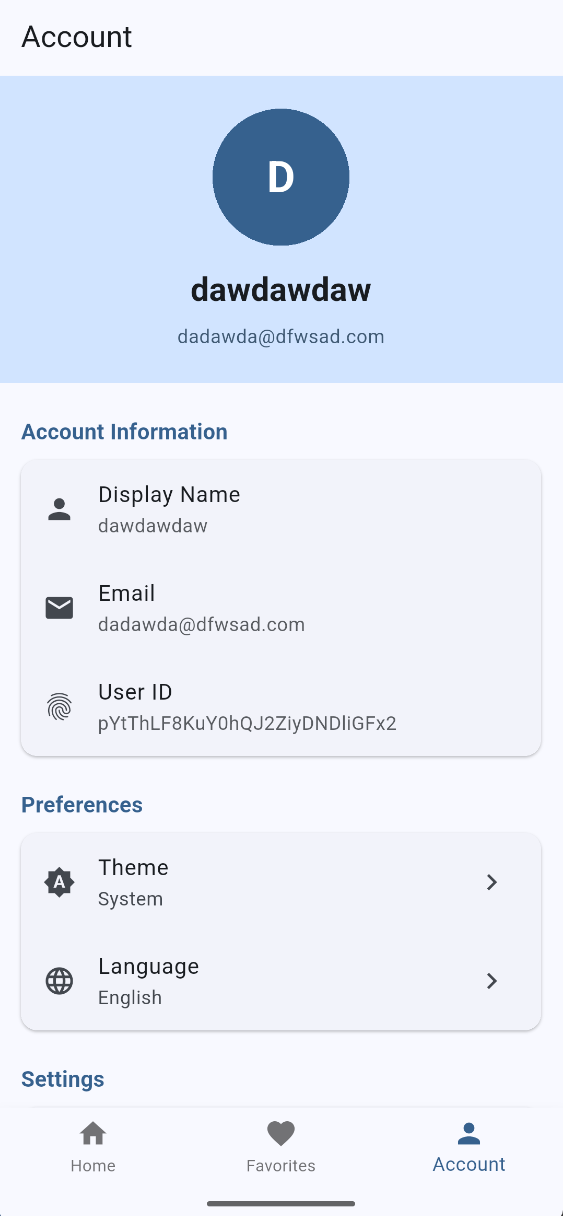 Account
D
dawdawdaw
dadawda@dfwsad.com
Account Information
Display Name
dawdawdaw
Email
dadawda@dfwsad.com
User ID
pYtThLF8KuY0hQJ2ZiyDNDliGFx2
Preferences
A
Theme
System
Language
English
Settings
Home
Favorites
Account